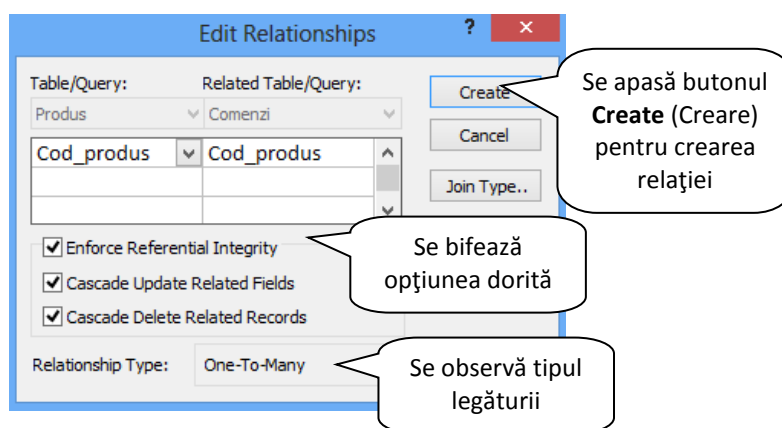 Edit Relationships
?
×
Table/Query:
Related Table/Query:
Produs
Comenzi
Cod_produs
Cod_produs
Create
Cancel
Join Type..
Se apasă butonul
Create (Creare)
pentru crearea
relaţiei
Enforce Referential Integrity
Cascade Update Related Fields
Cascade Delete Related Records
Se bifează
opţiunea dorită
Relationship Type:
One-To-Many
Se observă tipul
legăturii